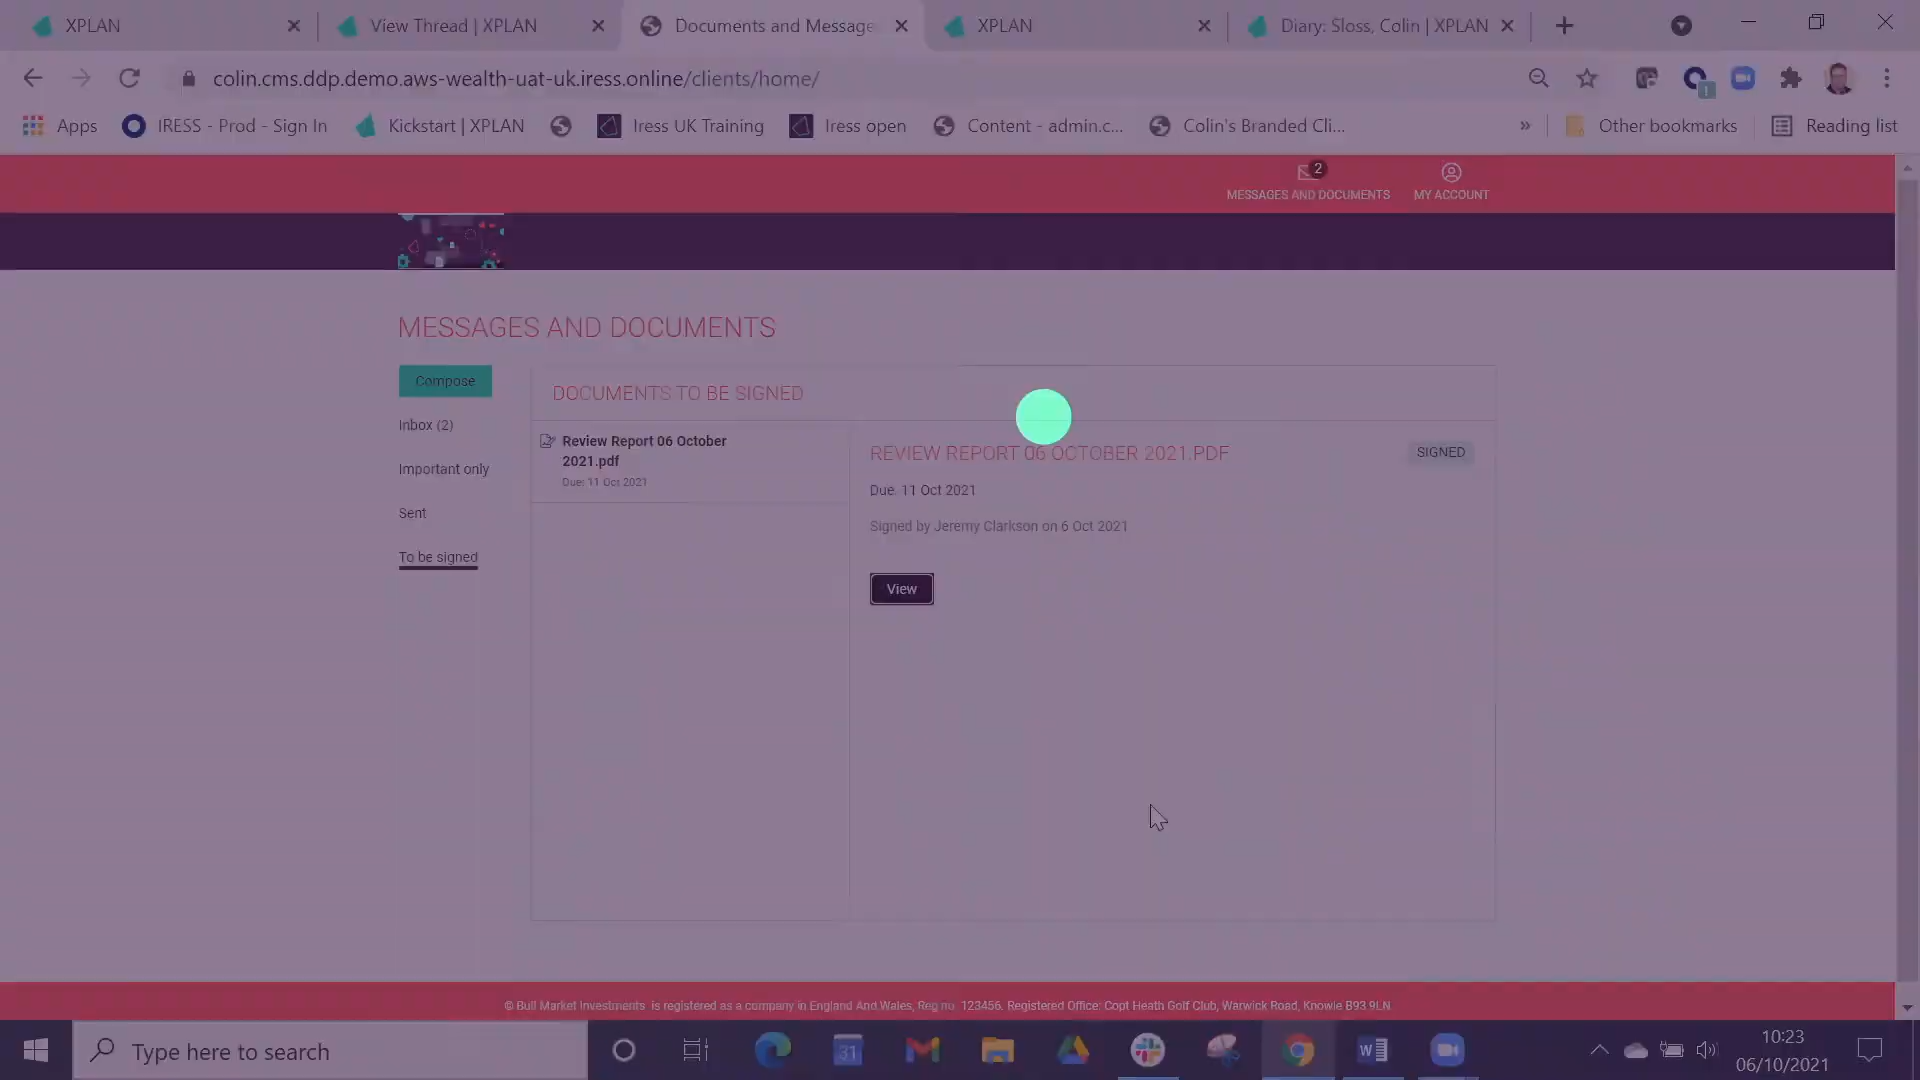 XPLAN
View Thread | XPLAN
Documents and Message
XPLAN
Diary: Sloss, Colin | XPLAN
colin.cms.ddp.demo.aws-wealth-uat-uk.iress.online/clients/home/
1
Apps
IRESS - Prod - Sign In
Kickstart | XPLAN
Iress UK Training
Iress open
Content - admin.c...
Colin's Branded Cli...
»
Other bookmarks
Reading list
2
MESSAGES AND DOCUMENTS
MY ACCOUNT
MESSAGES AND DOCUMENTS
Compose
Inbox (2)
Important only
Sent
To be signed
DOCUMENTS TO BE SIGNED
Review Report 06 October
2021.pdf
Due: 11 Oct 2021
REVIEW REPORT 06 OCTOBER 2021.PDF
SIGNED
Due: 11 Oct 2021
Signed by Jeremy Clarkson on 6 Oct 2021
View
© Bull Market Investments is registered as a company in England And Wales, Reg no. 123456. Registered Office: Copt Heath Golf Club, Warwick Road, Knowle B93 9LN.
Type here to search
31
W
10:23
06/10/2021